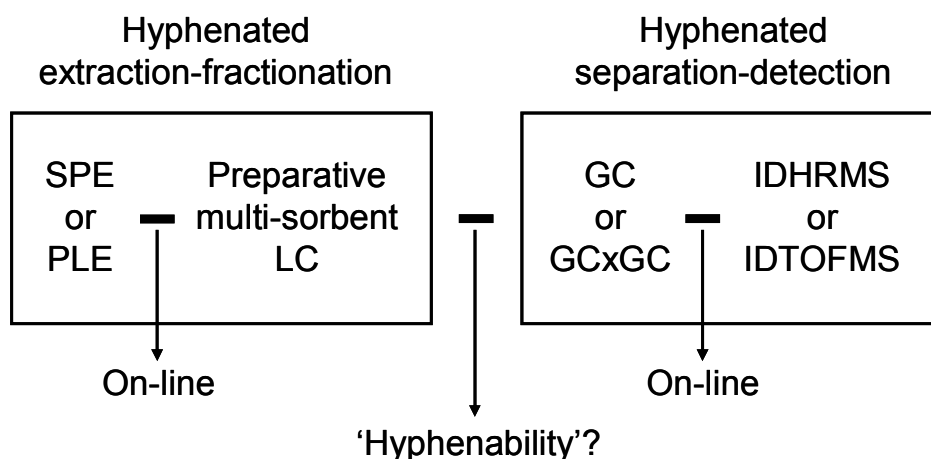 Hyphenated
extraction-fractionation
Hyphenated
separation-detection
SPE
or
PLE
Preparative
multi-sorbent
LC
GC
or
GCxGC
IDHRMS
or
IDTOFMS
On-line
On-line
‘Hyphenability’?